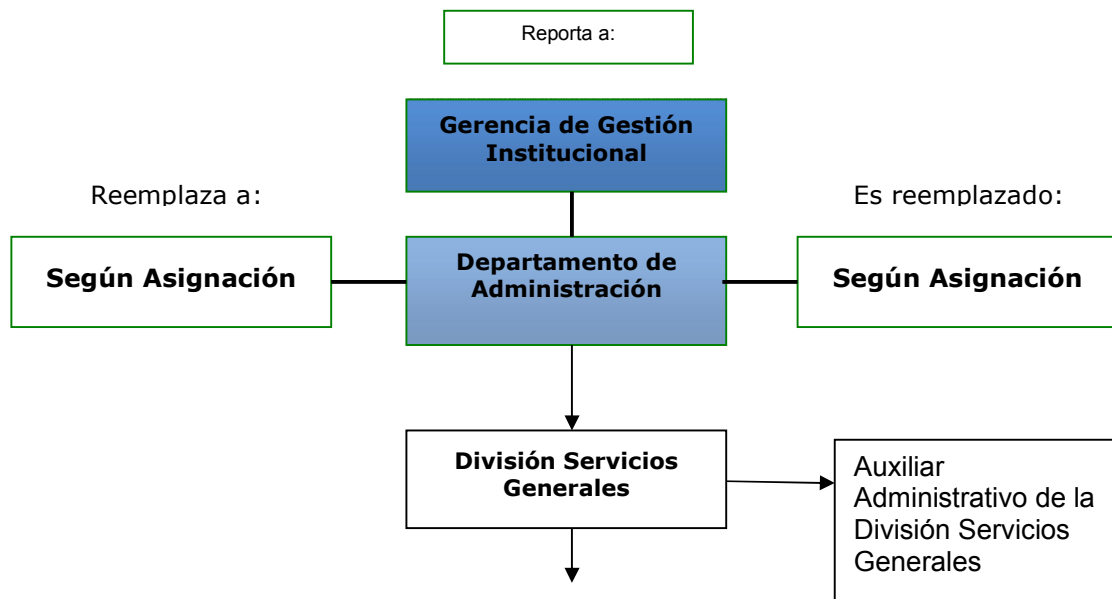 Reporta a:
Gerencia de Gestión
Institucional
Reemplaza a:
Es reemplazado:
Según Asignación
Departamento de
Administración
Según Asignación
División Servicios
Generales
Auxiliar
Administrativo de la
División Servicios
Generales